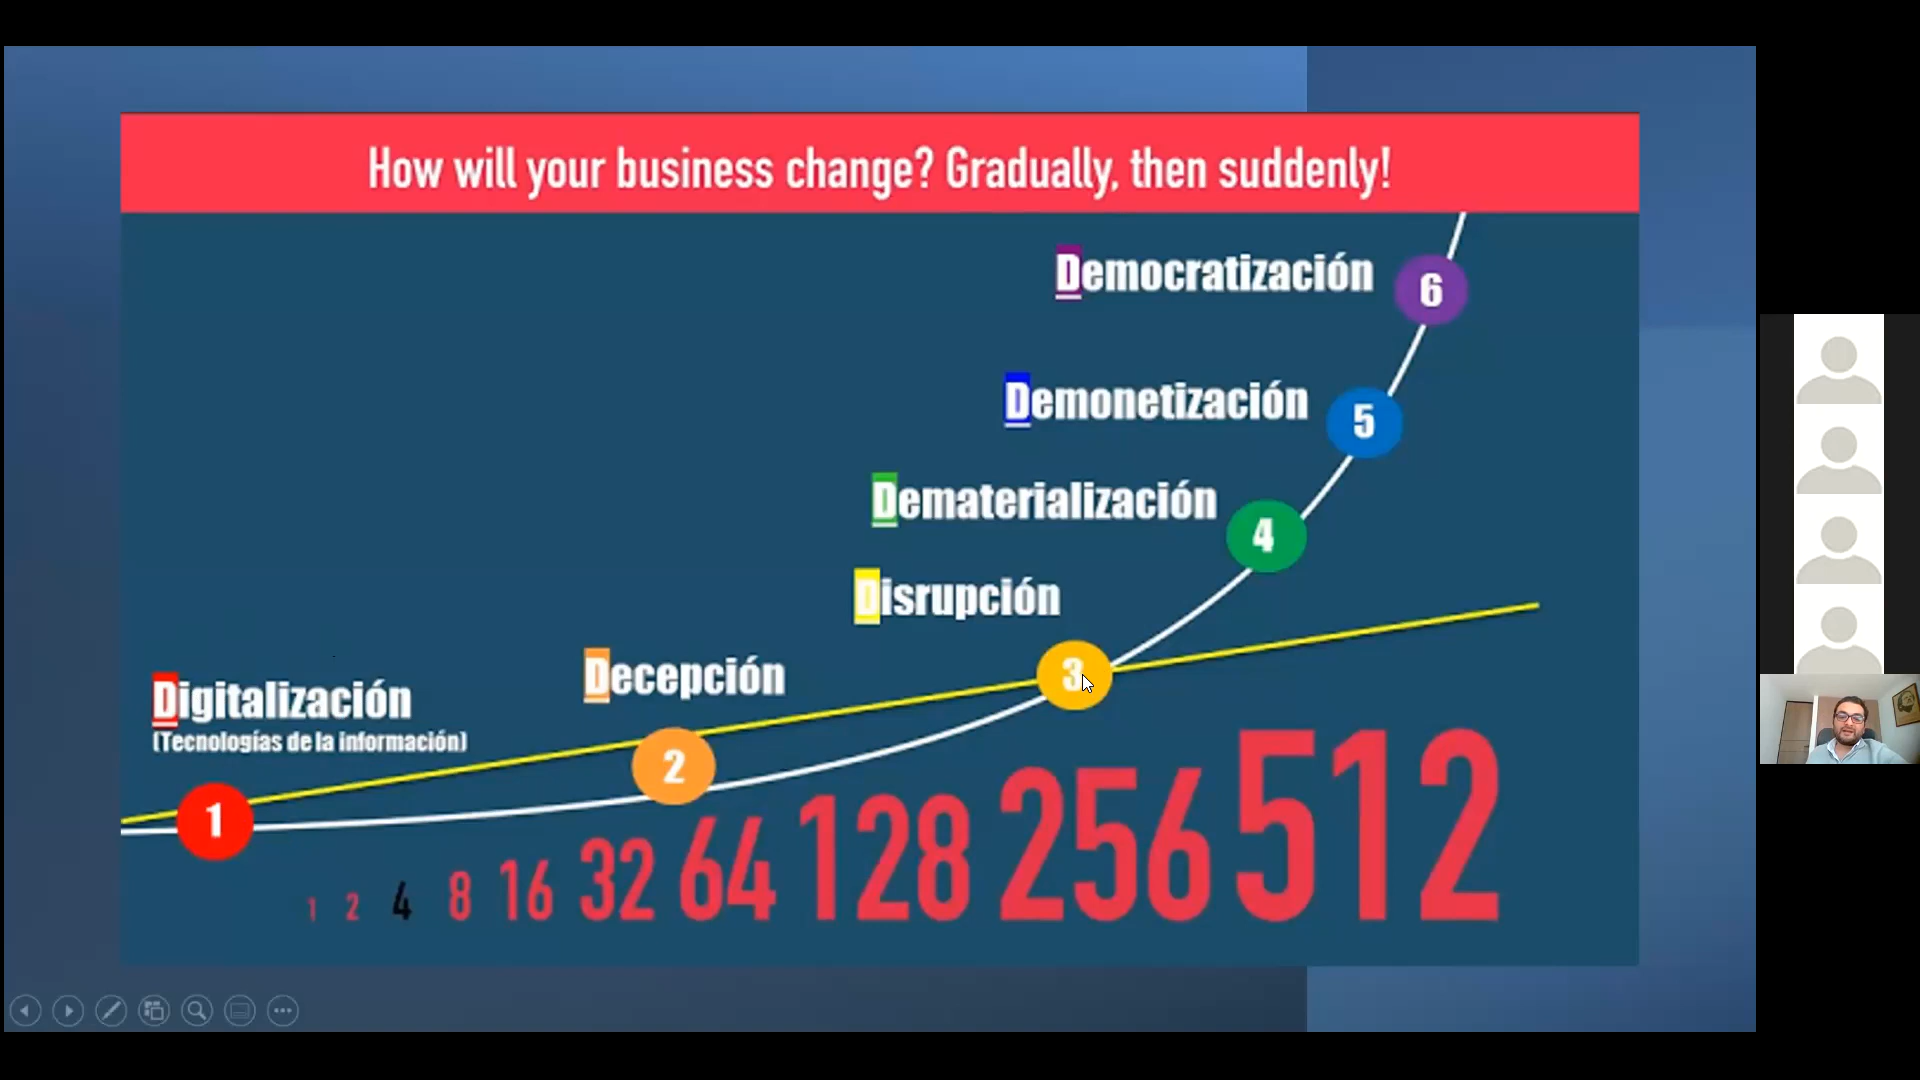 How will your business change? Gradually, then suddenly!
Democratización
6
Demonetización
5
Dematerialización
4
Disrupción
3
Decepción
2
Digitalización
(Tecnologías de la información)
1
1 2 4 8 16 32 64 128 256 512